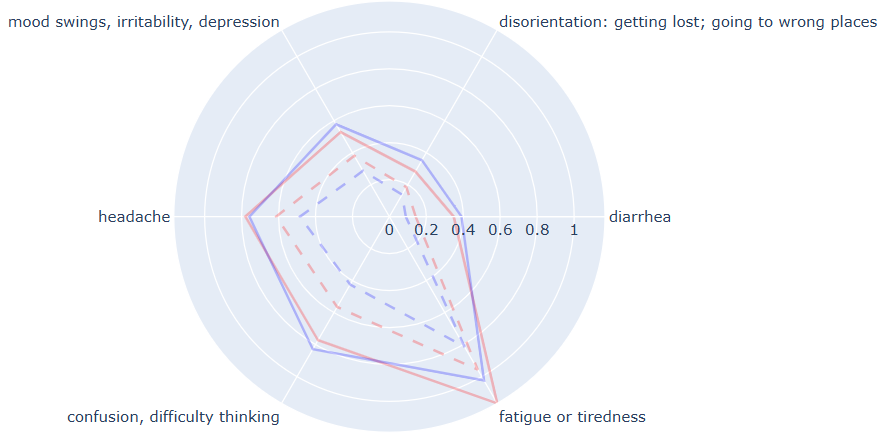 mood swings, irritability, depression
disorientation: getting lost; going to wrong places
headache
0 0.2 0.4 0.6 0.8 1
diarrhea
confusion, difficulty thinking
fatigue or tiredness